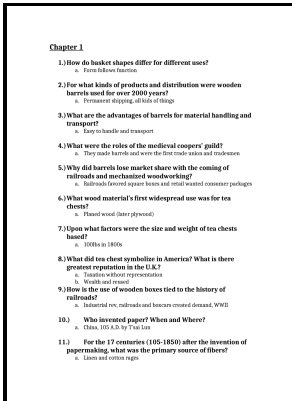 Chapter 1
1.) How do basket shapes differ for different uses?
a. Form follows function
2.) For what kinds of products and distribution were wooden
barrels used for over 2000 years?
a. Permanent shipping, all kinds of things
3.) What are the advantages of barrels for material handling and
transport?
a. Easy to handle and transport
4.) What were the roles of the medieval coopers' guild?
a. They made barrels and were the first trade union and tradesmen
5.) Why did barrels lose market share with the coming of
railroads and mechanized woodworking?
a. Railroads favored square boxes and retail wanted consumer packages
6.) What wood material's first widespread use was for tea
chests?
a. Planed wood (later plywood)
7.) Upon what factors were the size and weight of tea chests
based?
a. 100lbs in 1800s
8.) What did tea chest symbolize in America? What is there
greatest reputation in the U.K.?
a. Taxation without representation
b. Wealth and reused
9.) How is the use of wooden boxes tied to the history of
railroads?
a. Industrial rev, railroads and boxcars created demand, WWII
10.) Who invented paper? When and Where?
a. China, 105 A.D. by T'sai Lun
11.) For the 17 centuries (105-1850) after the invention of
papermaking, what was the primary source of fibers?
a. Linen and cotton rags